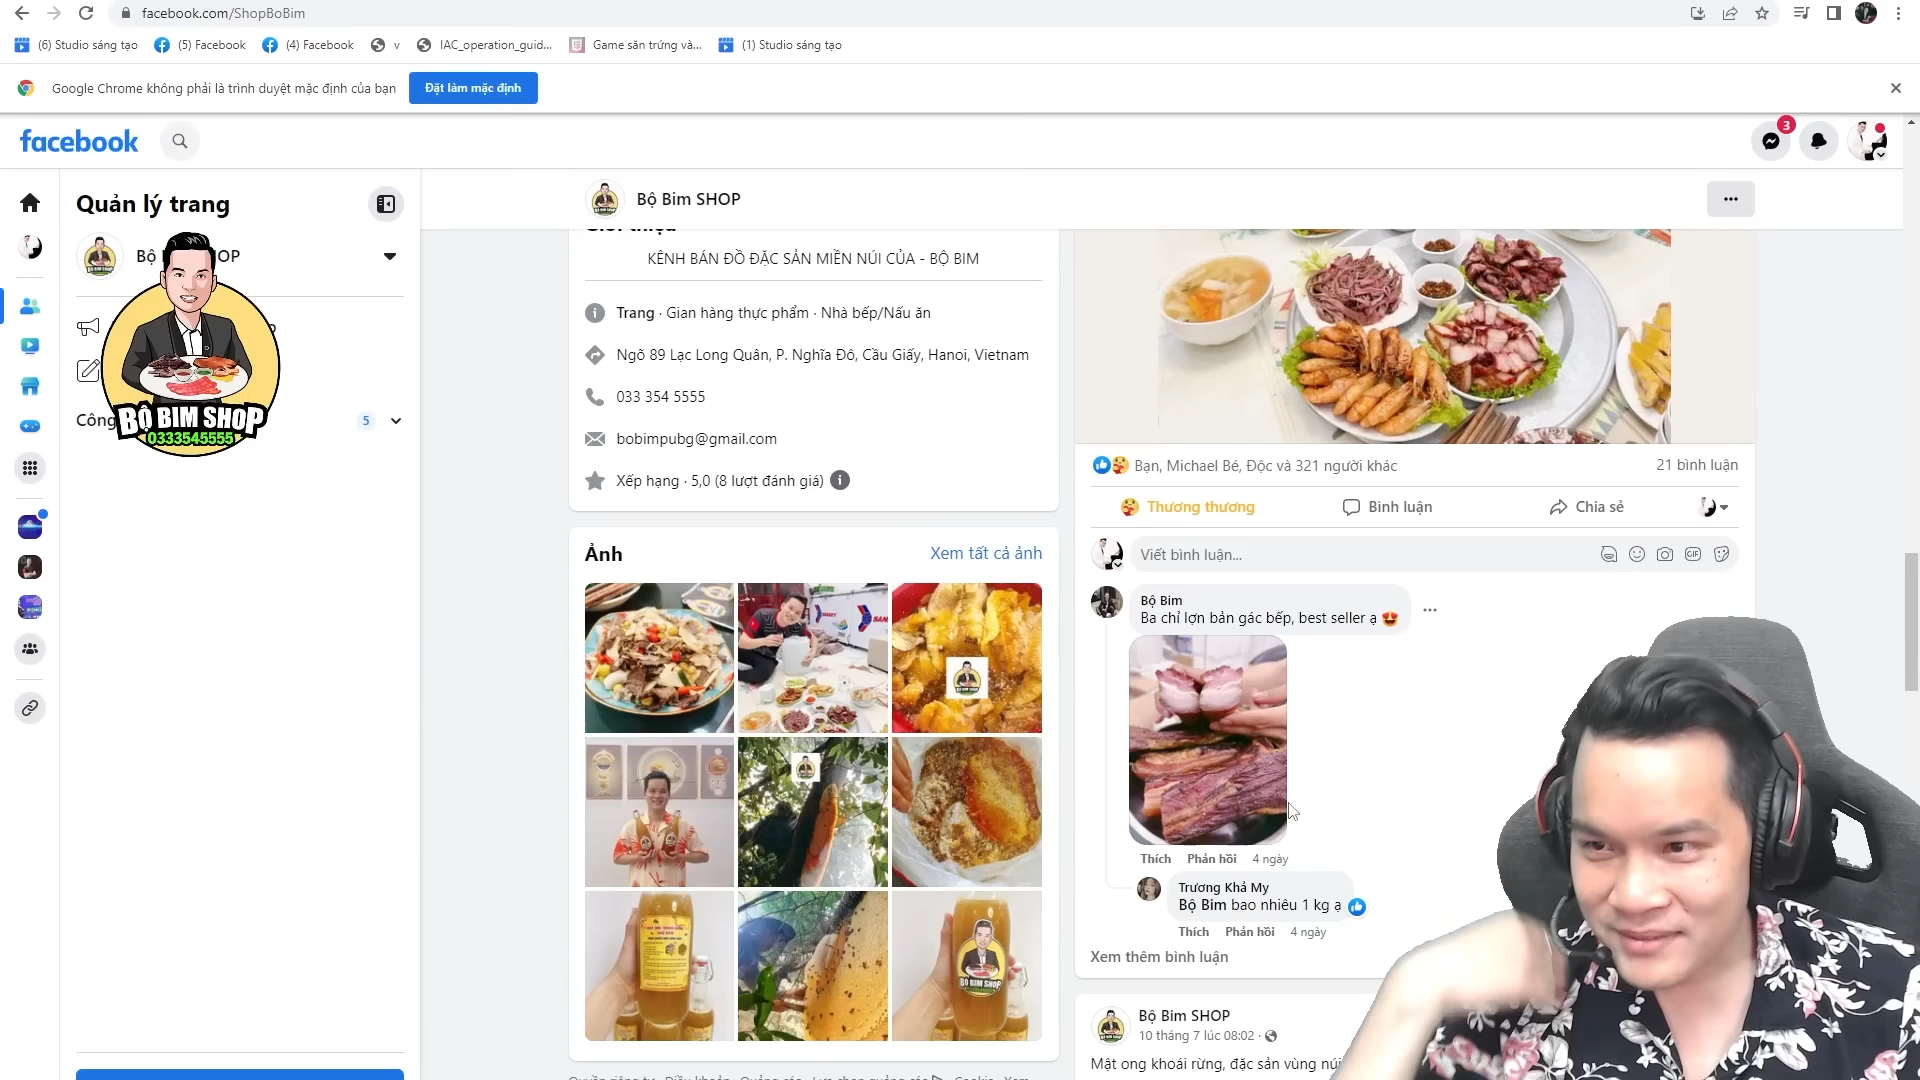 facebook.com/ShopBoBim
(6) Studio sáng tạo
(5) Facebook
(4) Facebook
v
IAC_operation_guid...
Game săn trứng và...
(1) Studio sáng tạo
Google Chrome không phải là trình duyệt mặc định của bạn
Đặt làm mặc định
facebook
3
Quản lý trang
Bộ Bim SHOP
Bộ
OP
BỘ BIM SHOP
0333545555
Công
5
KÊNH BÁN ĐỒ ĐẶC SẢN MIỀN NÚI CỦA - BỘ BIM
Trang · Gian hàng thực phẩm · Nhà bếp/Nấu ăn
Ngõ 89 Lạc Long Quân, P. Nghĩa Đô, Cầu Giấy, Hanoi, Vietnam
033 354 5555
bobimpubg@gmail.com
Xếp hạng · 5,0 (8 lượt đánh giá)
Ảnh
Xem tất cả ảnh
BỘ BIM SHOP
Bạn, Michael Bé, Độc và 321 người khác
21 bình luận
Thương thương
Bình luận
Chia sẻ
Viết bình luận...
GIF
Bộ Bim
Ba chỉ lợn bản gác bếp, best seller ạ
Thích Phản hồi 4 ngày
Trương Khả My
Bộ Bim bao nhiêu 1 kg ạ
Thích Phản hồi 4 ngày
Xem thêm bình luận
Bộ Bim SHOP
10 tháng 7 lúc 08:02 ·
Mật ong khoái rừng, đặc sản vùng núi